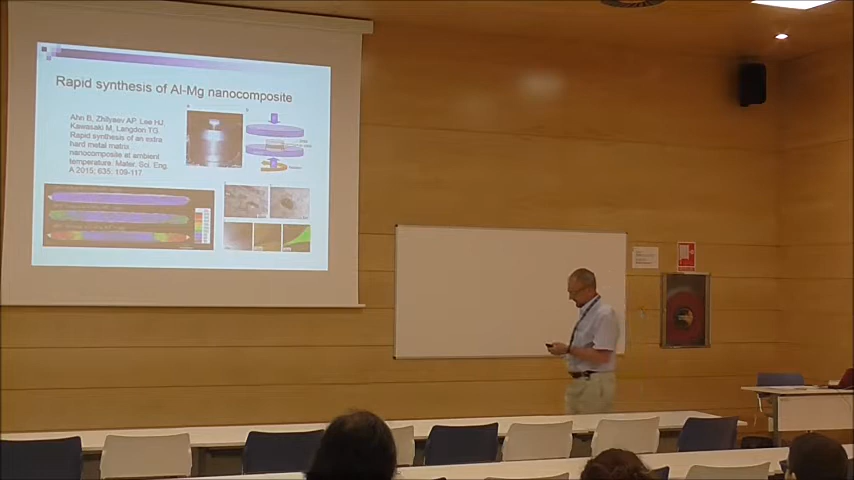 Rapid synthesis of Al-Mg nanocomposite
Ahn B, Zhilyaev AP, Lee HJ,
Kawasaki M, Langdon TG.
Rapid synthesis of an extra
hard metal matrix
nanocomposite at ambient
temperature. Mater. Sci. Eng.
A 2015; 635, 109-117